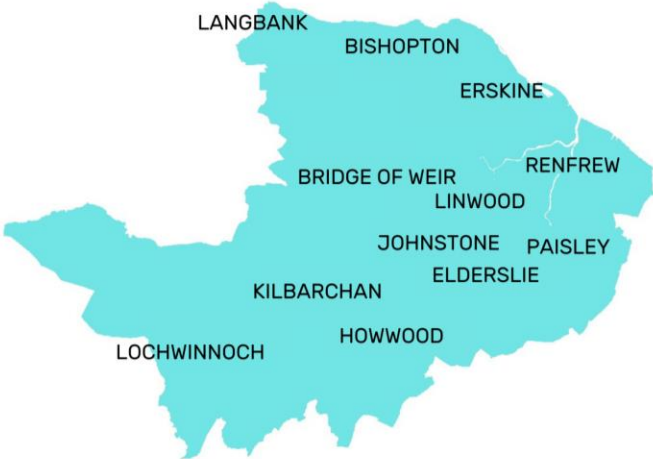 LANGBANK
BISHOPTON
ERSKINE
RENFREW
BRIDGE OF WEIR
LINWOOD
JOHNSTONE
PAISLEY
ELDERSLIE
KILBARCHAN
HOWWOOD
LOCHWINNOCH